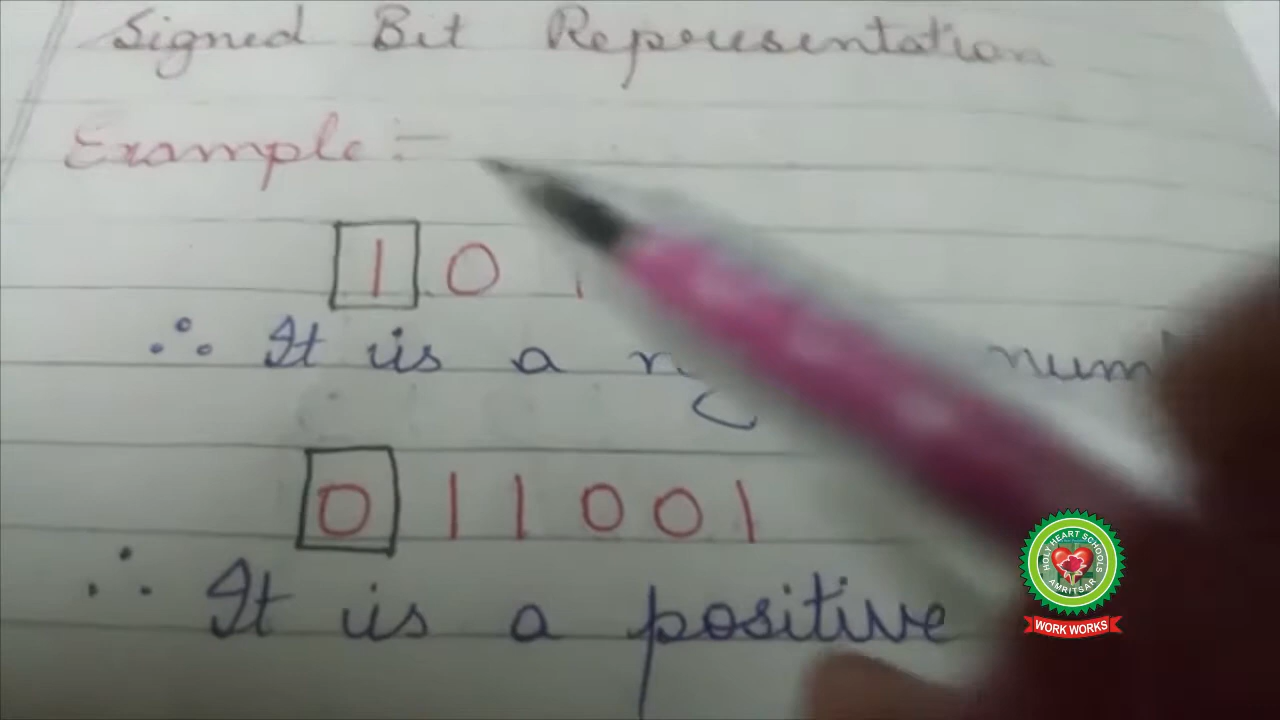 Signed Bit Representation
Example :-
1 0
∴ It is a
0 1 1 0 0 1
∴ It is a positive
HOLY HEART SCHOOLS
AMRITSAR
WORK WORKS